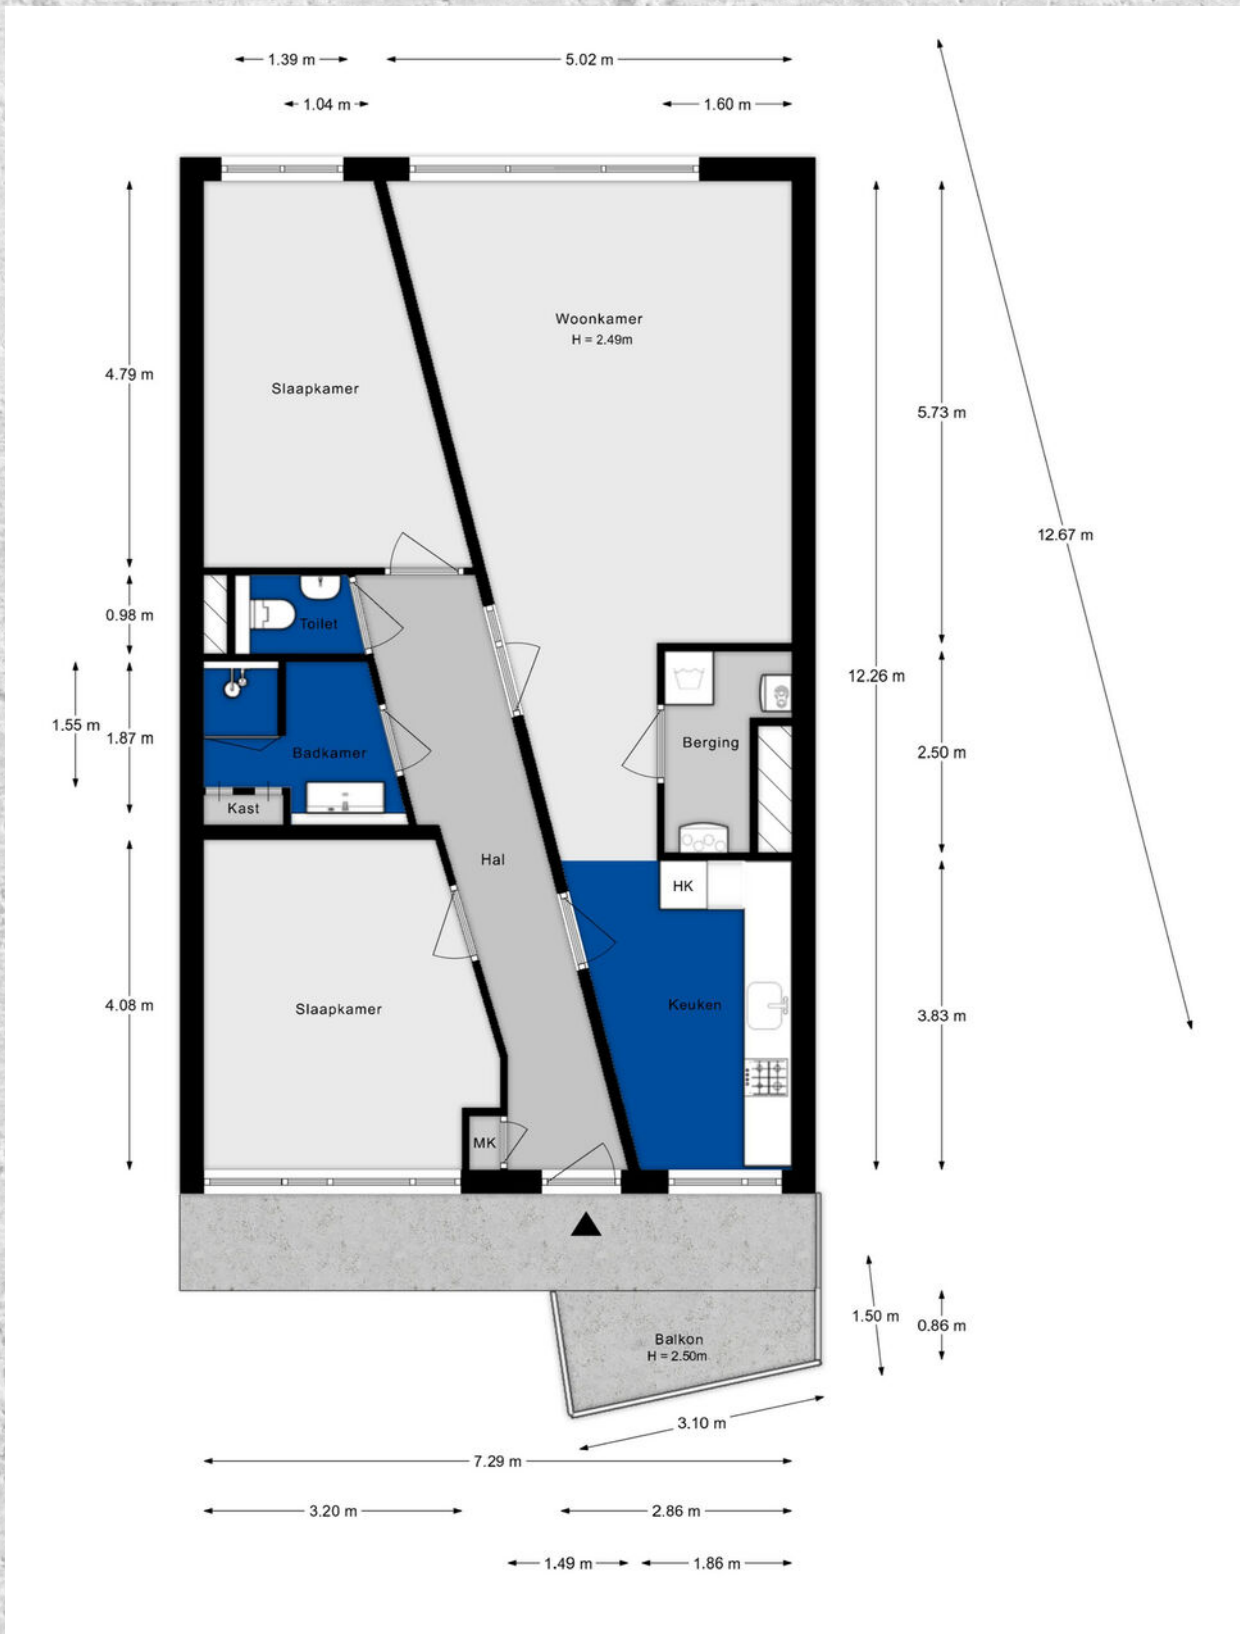 1.39 m
5.02 m
1.04 m
1.60 m
Woonkamer
H = 2.49m
4.79 m
Slaapkamer
5.73 m
12.67 m
0.98 m
Toilet
12.26 m
1.55 m
1.87 m
Badkamer
Berging
2.50 m
Kast
Hal
HK
4.08 m
Slaapkamer
Keuken
3.83 m
MK
1.50 m
0.86 m
Balkon
H = 2.50m
3.10 m
7.29 m
3.20 m
2.86 m
1.49 m
1.86 m